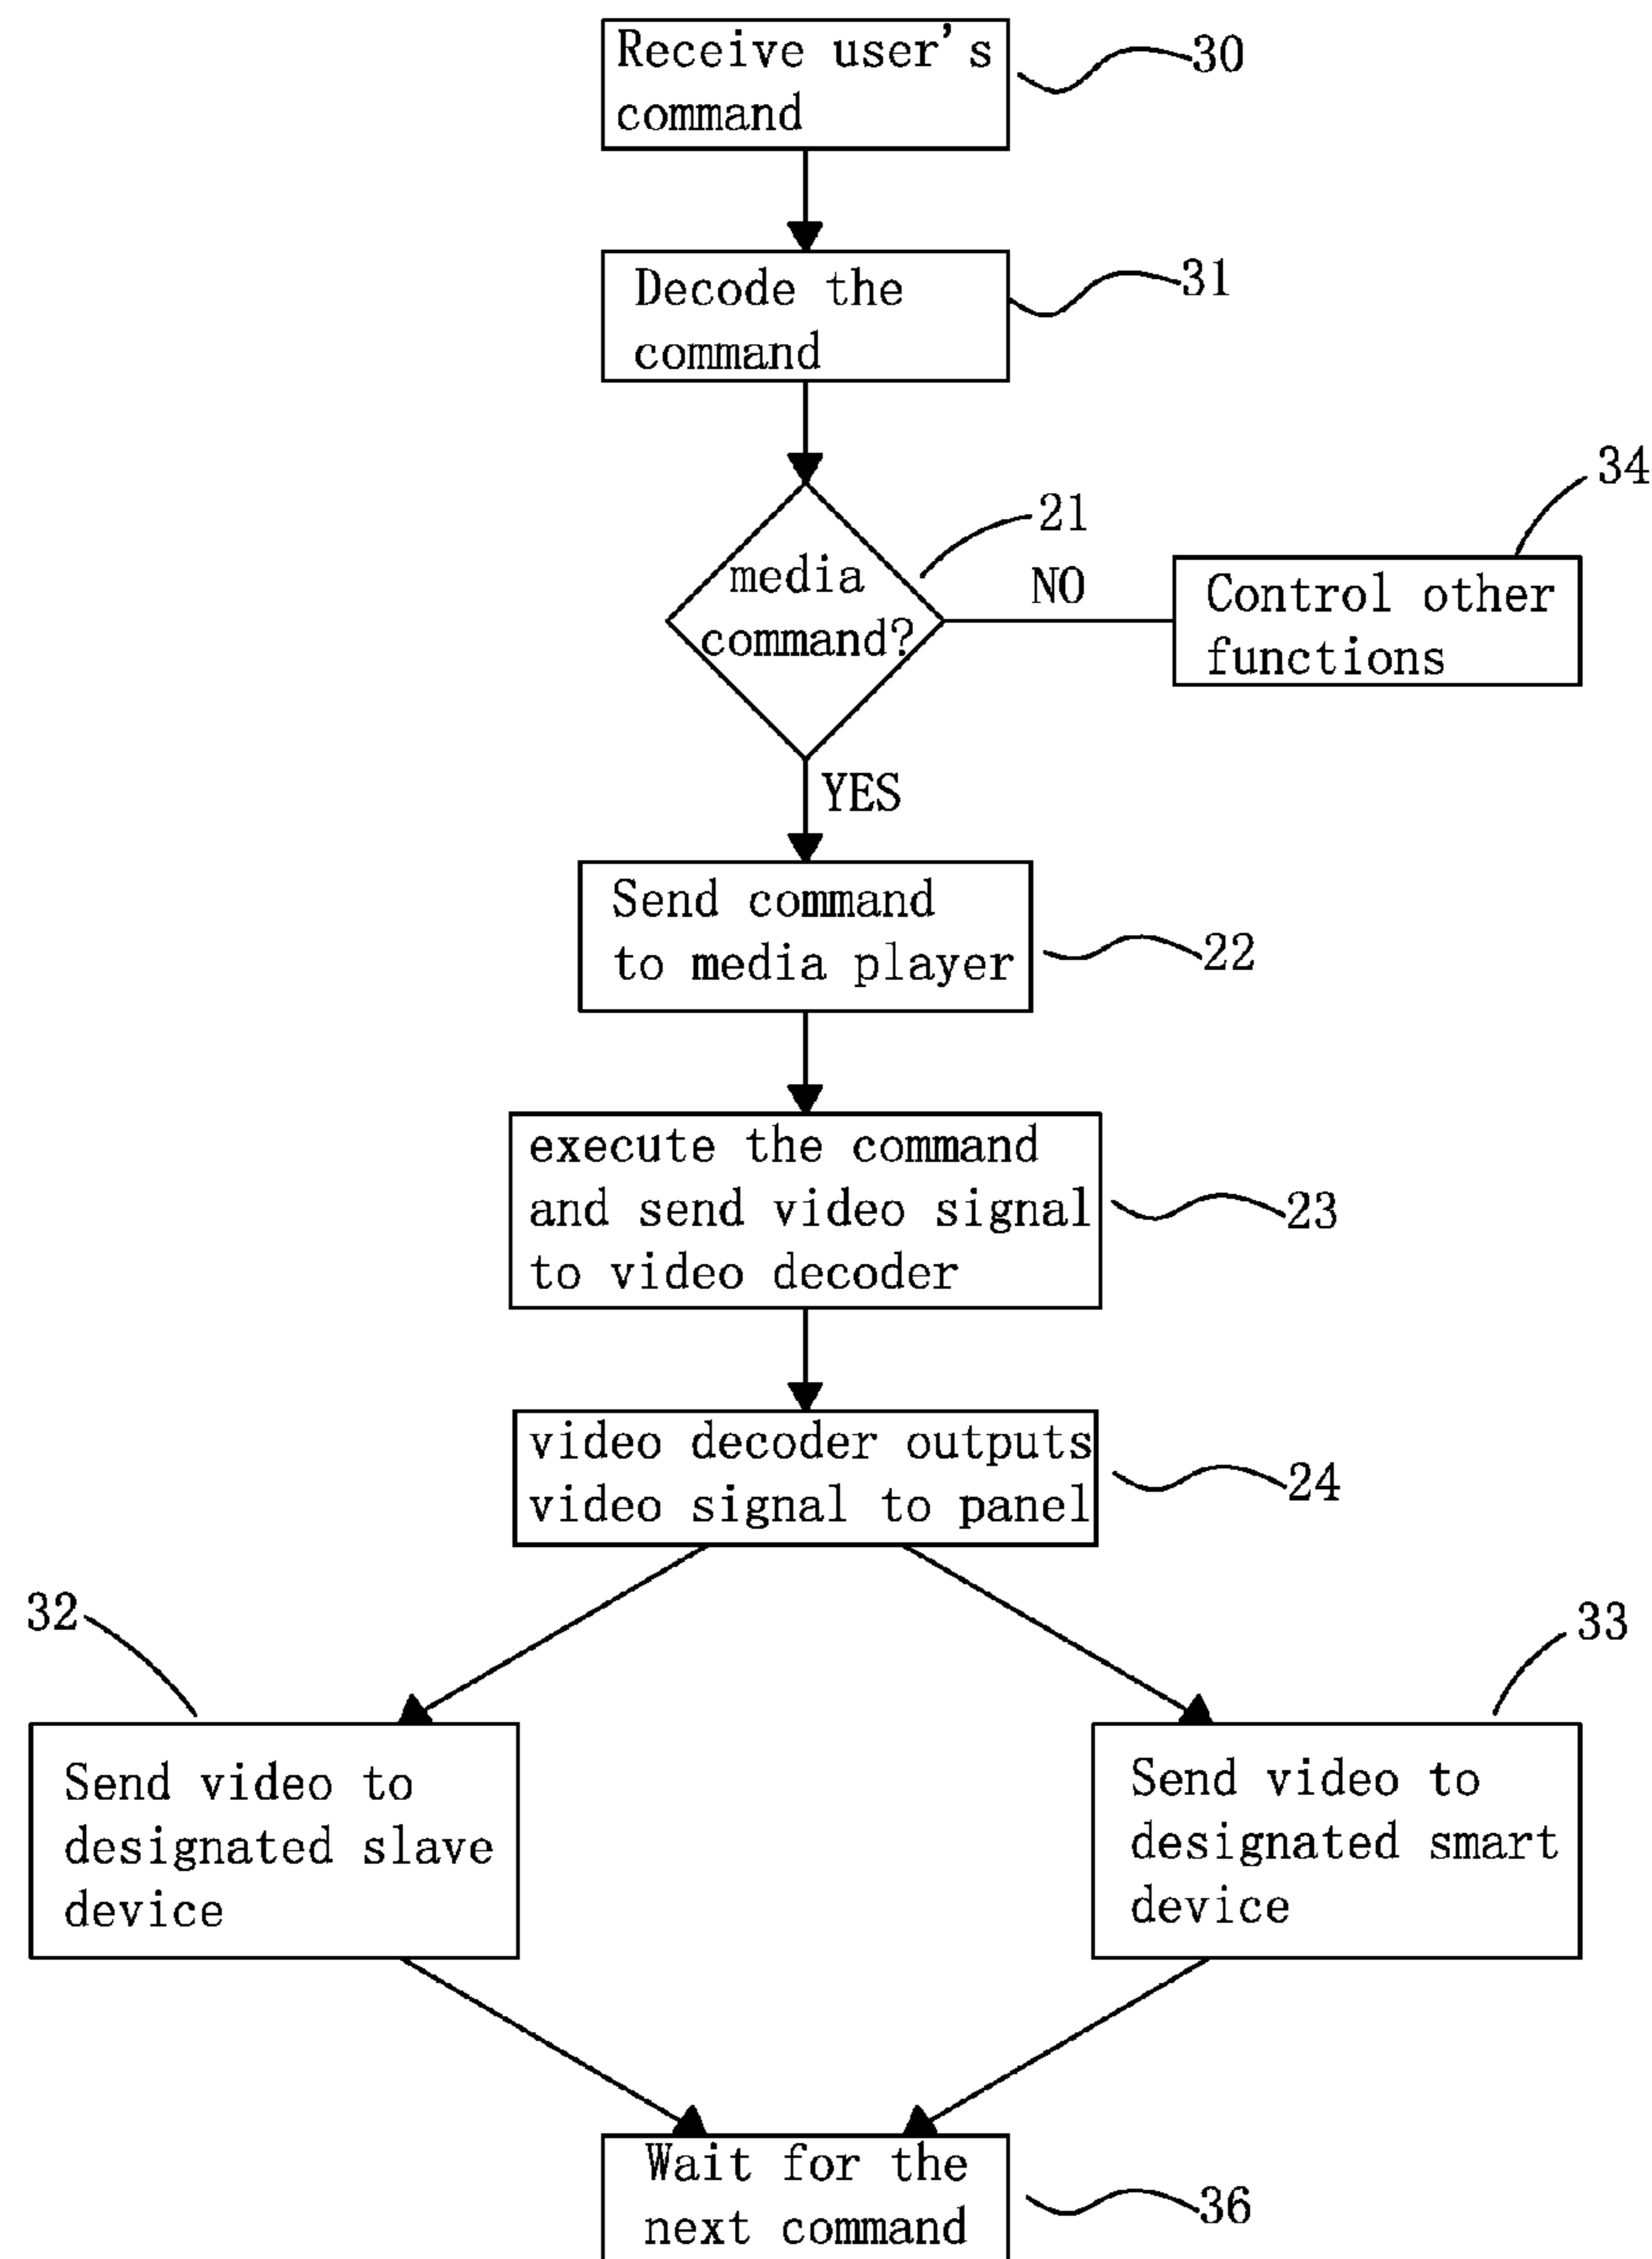 Receive user's
command
30
Decode the
command
31
media
command?
21
NO
34
Control other
functions
YES
Send command
to media player
22
execute the command
and send video signal
to video decoder
23
video decoder outputs
video signal to panel
24
32
33
Send video to
designated slave
device
Send video to
designated smart
device
Wait for the
next command
36